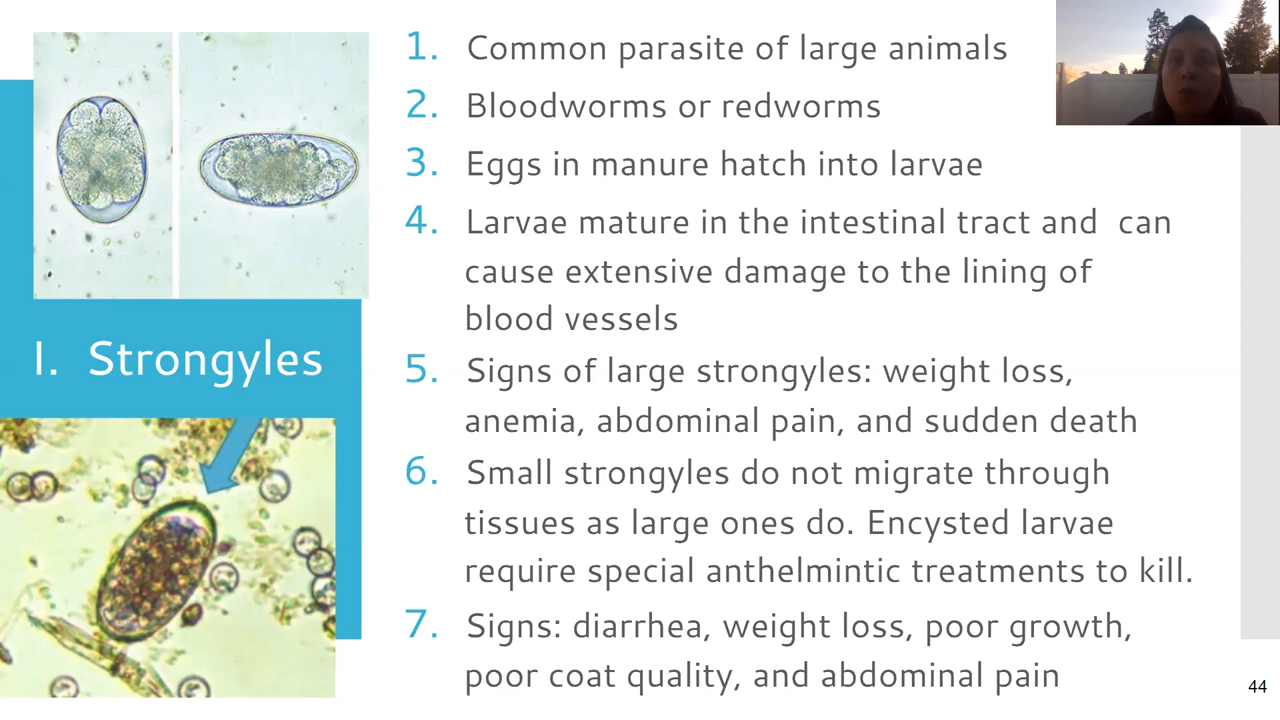 I. Strongyles
1. Common parasite of large animals
2. Bloodworms or redworms
3. Eggs in manure hatch into larvae
4. Larvae mature in the intestinal tract and  can
cause extensive damage to the lining of
blood vessels
5. Signs of large strongyles: weight loss,
anemia, abdominal pain, and sudden death
6. Small strongyles do not migrate through
tissues as large ones do. Encysted larvae
require special anthelmintic treatments to kill.
7. Signs: diarrhea, weight loss, poor growth,
poor coat quality, and abdominal pain
44